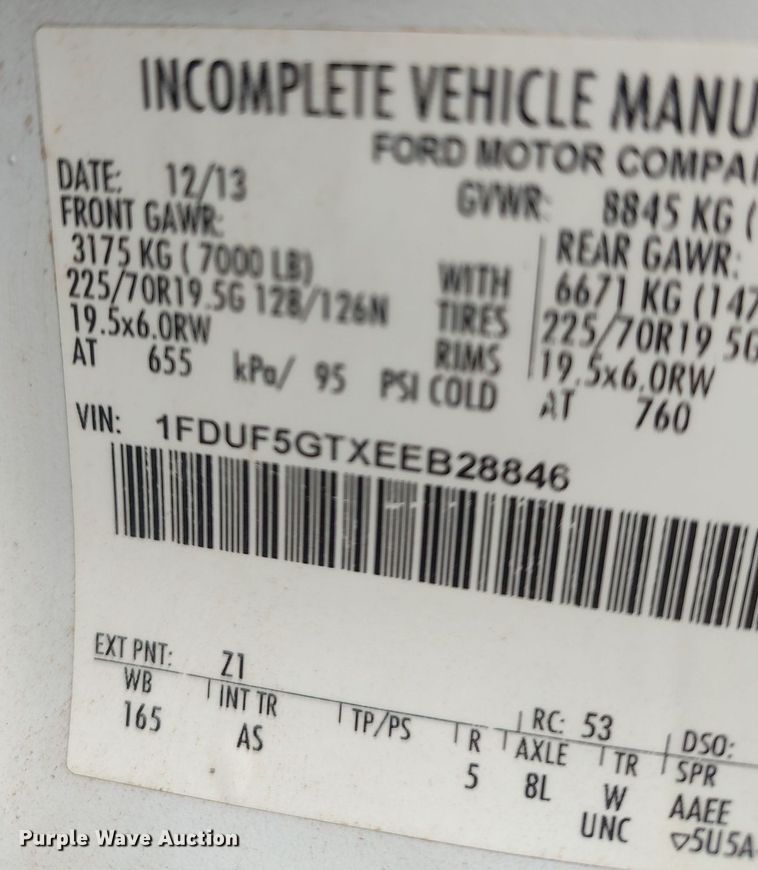 INCOMPLETE VEHICLE MANU
FORD MOTOR COMPA
DATE: 12/13 GVWR: 8845 KG (
FRONT GAWR: REAR GAWR:
3175 KG ( 7000 LB) WITH 6671 KG (147
225/70R19.5G 128/126N TIRES 225/70R19.5G
19.5x6.0RW RIMS 19.5x6.0RW
AT 655 kPa/ 95 PSI COLD AT 760
VIN: 1FDUF5GTXEEB28846
EXT PNT: Z1 RC: 53 DSO:
WB INT TR TP/PS R AXLE TR SPR
165 AS 5 8L W AAEE
UNC ▽5U5A
Purple Wave Auction